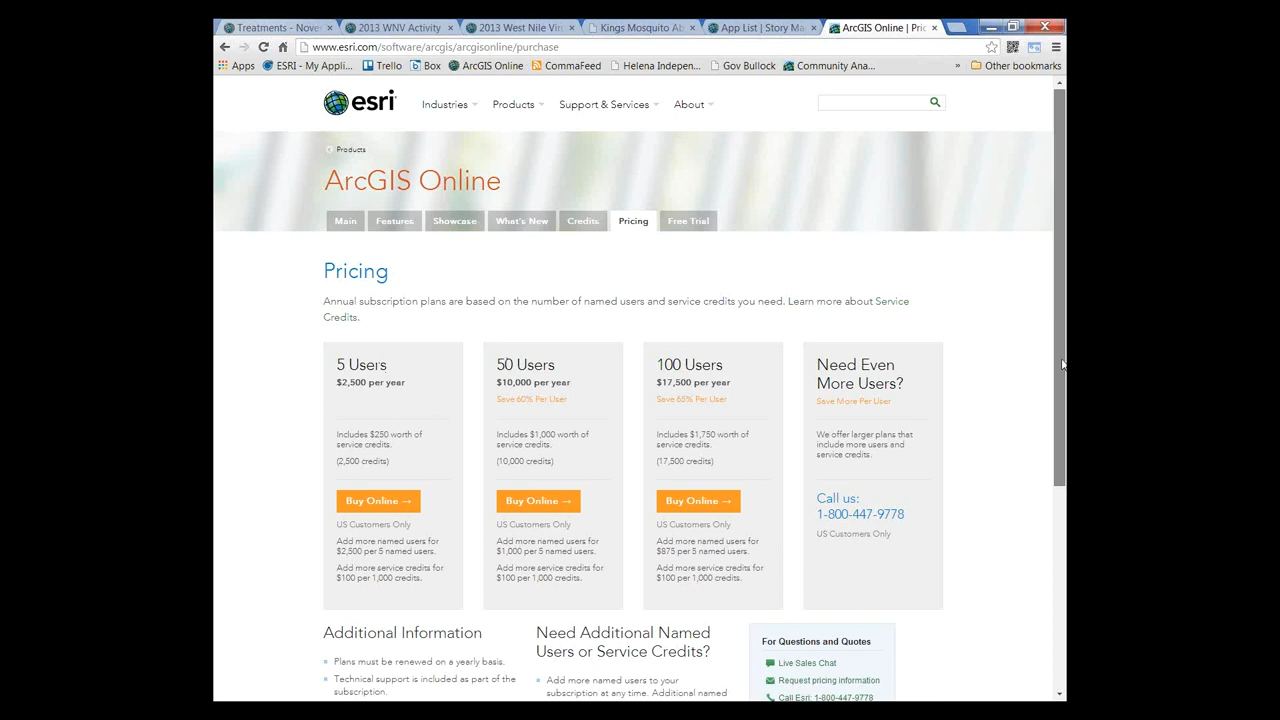 Treatments - Nove
2013 WNV Activity
2013 West Nile Vir
Kings Mosquito Ab
App List | Story Ma
ArcGIS Online | Pric
www.esri.com/software/arcgis/arcgisonline/purchase
Apps
ESRI - My Appli...
Trello
Box
ArcGIS Online
CommaFeed
Helena Indepen...
Gov Bullock
Community Ana...
»
Other bookmarks
esri
Industries
Products
Support & Services
About
Products
ArcGIS Online
Main
Features
Showcase
What's New
Credits
Pricing
Free Trial
Pricing
Annual subscription plans are based on the number of named users and service credits you need. Learn more about Service
Credits.
5 Users
$2,500 per year
Includes $250 worth of
service credits.
(2,500 credits)
Buy Online →
US Customers Only
Add more named users for
$2,500 per 5 named users.
Add more service credits for
$100 per 1,000 credits.
50 Users
$10,000 per year
Save 60% Per User
Includes $1,000 worth of
service credits.
(10,000 credits)
Buy Online →
US Customers Only
Add more named users for
$1,000 per 5 named users.
Add more service credits for
$100 per 1,000 credits.
100 Users
$17,500 per year
Save 65% Per User
Includes $1,750 worth of
service credits.
(17,500 credits)
Buy Online →
US Customers Only
Add more named users for
$875 per 5 named users.
Add more service credits for
$100 per 1,000 credits.
Need Even
More Users?
Save More Per User
We offer larger plans that
include more users and
service credits.
Call us:
1-800-447-9778
US Customers Only
Additional Information
Plans must be renewed on a yearly basis.
Technical support is included as part of the
subscription.
Need Additional Named
Users or Service Credits?
Add more named users to your
subscription at any time. Additional named
For Questions and Quotes
Live Sales Chat
Request pricing information
Call Esri: 1-800-447-9778